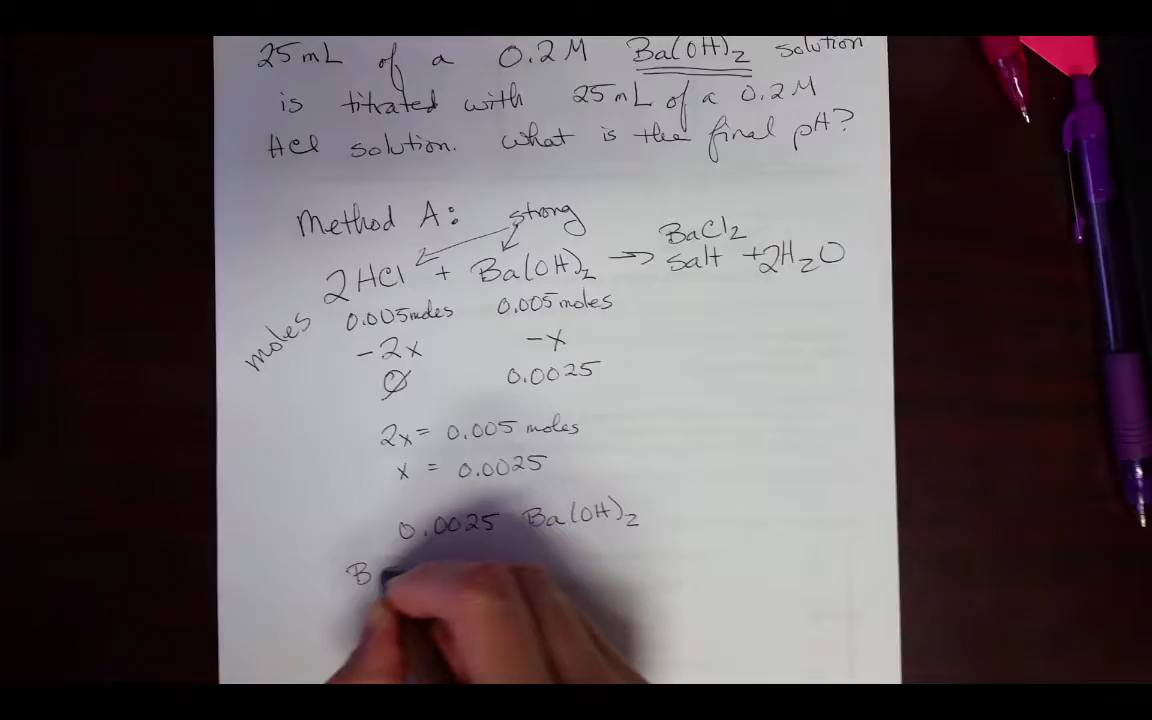 25mL of a 0.2M Ba(OH)2 solution
is titrated with 25mL of a 0.2M
HCl solution. What is the final pH?
Method A: strong
BaCl2
2HCl + Ba(OH)2 → salt + 2H2O
moles 0.005moles 0.005moles
-2x -x
0 0.0025
2x = 0.005 moles
x = 0.0025
0.0025 Ba(OH)2
B